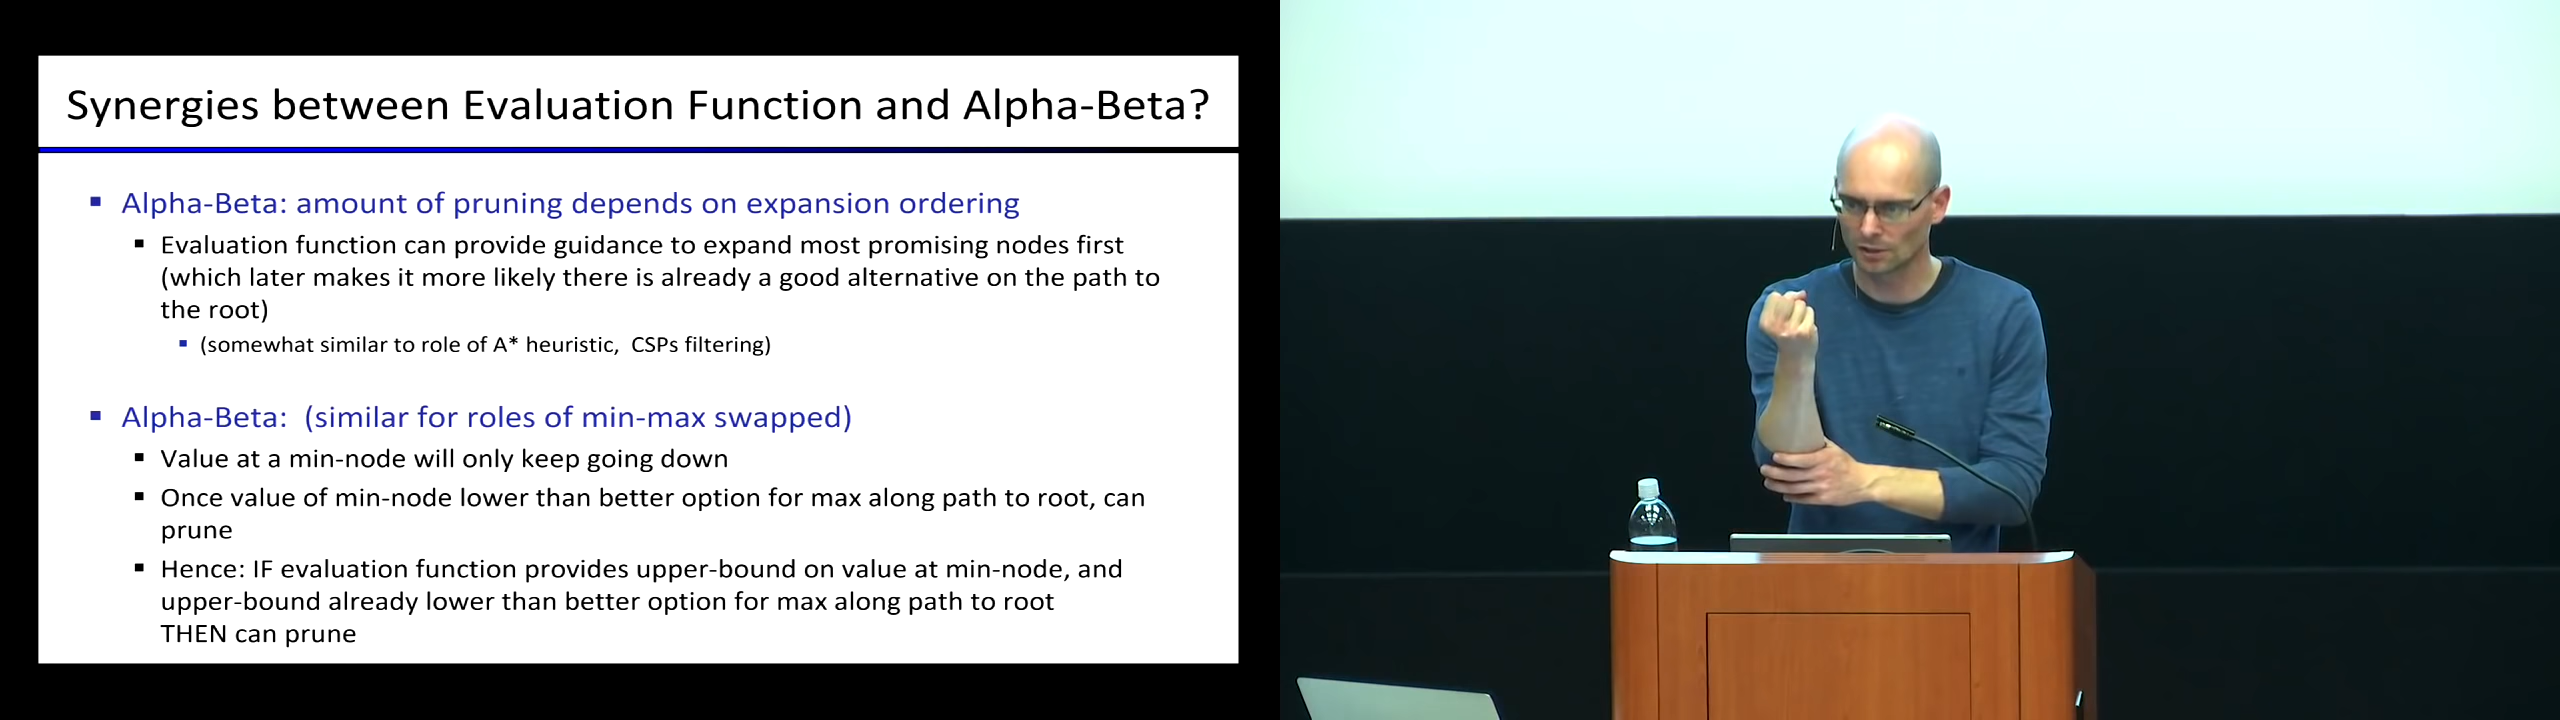 Synergies between Evaluation Function and Alpha-Beta?
▪ Alpha-Beta: amount of pruning depends on expansion ordering
▪ Evaluation function can provide guidance to expand most promising nodes first
(which later makes it more likely there is already a good alternative on the path to
the root)
▪ (somewhat similar to role of A* heuristic, CSPs filtering)
▪ Alpha-Beta: (similar for roles of min-max swapped)
▪ Value at a min-node will only keep going down
▪ Once value of min-node lower than better option for max along path to root, can
prune
▪ Hence: IF evaluation function provides upper-bound on value at min-node, and
upper-bound already lower than better option for max along path to root
THEN can prune